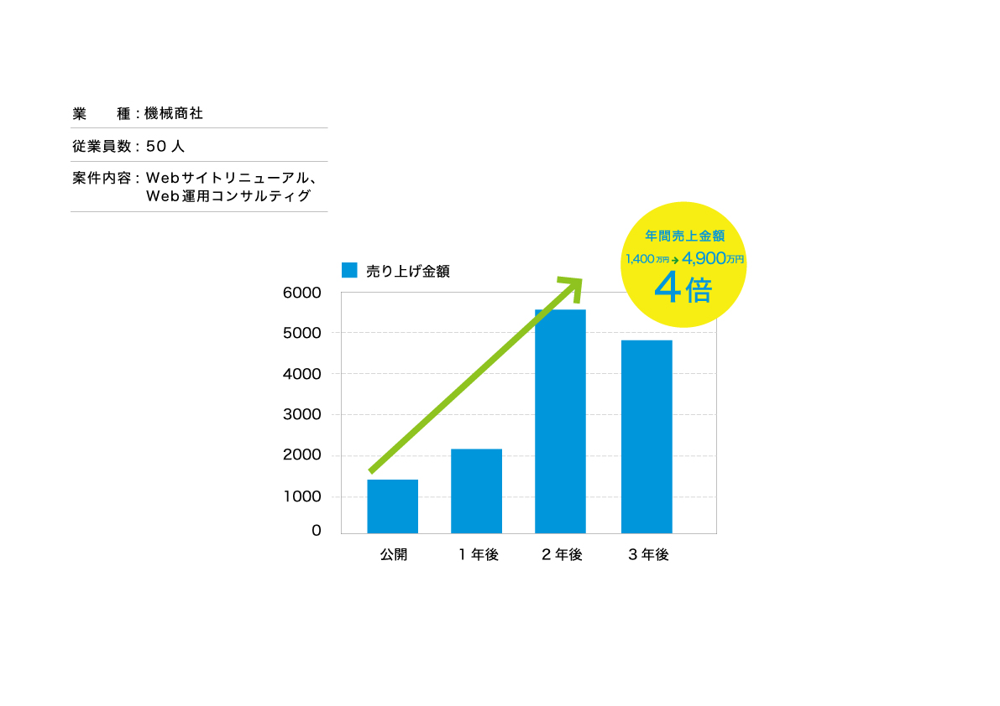 業　　種 : 機械商社
従業員数 : 50 人
案件内容 : Webサイトリニューアル、
Web運用コンサルティグ
年間売上金額
1,400万円→4,900万円
4倍
売り上げ金額
6000
5000
4000
3000
2000
1000
0
公開
1 年後
2 年後
3 年後